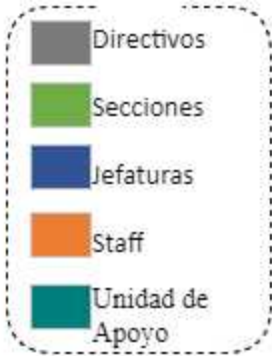 Directivos
Secciones
Jefaturas
Staff
Unidad de
Apoyo